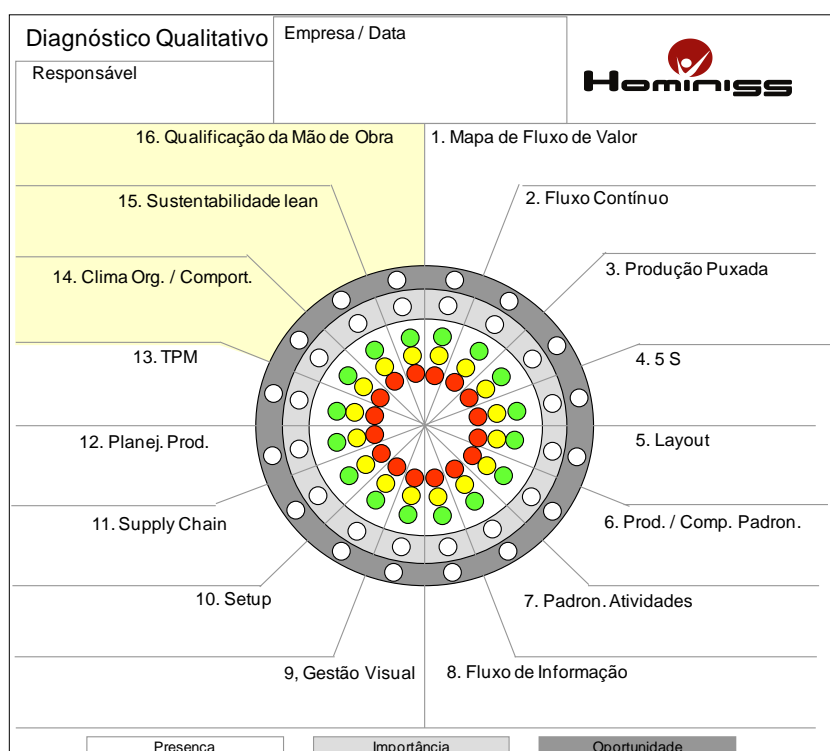 Diagnóstico Qualitativo
Empresa / Data
Responsável
Hominiss
16. Qualificação da Mão de Obra
1. Mapa de Fluxo de Valor
15. Sustentabilidade lean
2. Fluxo Contínuo
14. Clima Org. / Comport.
3. Produção Puxada
13. TPM
4. 5 S
12. Planej. Prod.
5. Layout
11. Supply Chain
6. Prod. / Comp. Padron.
10. Setup
7. Padron. Atividades
9, Gestão Visual
8. Fluxo de Informação
Presença
Importância
Oportunidade